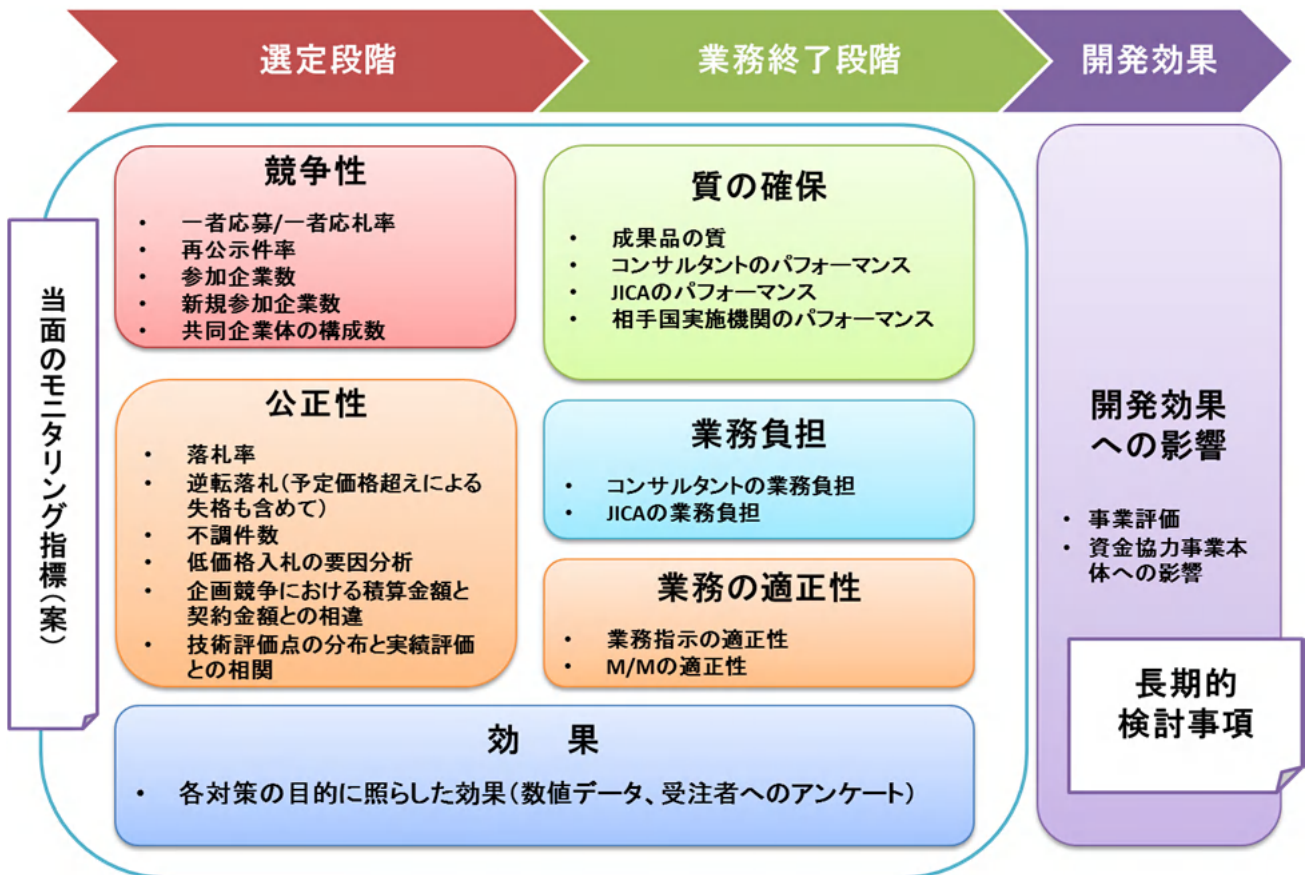 選定段階
業務終了段階
開発効果
当面のモニタリング指標（案）
競争性
・ 一者応募/一者応札率
・ 再公示件率
・ 参加企業数
・ 新規参加企業数
・ 共同企業体の構成数
公正性
・ 落札率
・ 逆転落札（予定価格超えによる
失格も含めて）
・ 不調件数
・ 低価格入札の要因分析
・ 企画競争における積算金額と
契約金額との相違
・ 技術評価点の分布と実績評価
との相関
質の確保
・ 成果品の質
・ コンサルタントのパフォーマンス
・ JICAのパフォーマンス
・ 相手国実施機関のパフォーマンス
業務負担
・ コンサルタントの業務負担
・ JICAの業務負担
業務の適正性
・ 業務指示の適正性
・ M/Mの適正性
効 果
・ 各対策の目的に照らした効果（数値データ、受注者へのアンケート）
開発効果
への影響
・ 事業評価
・ 資金協力事業本
体への影響
長期的
検討事項